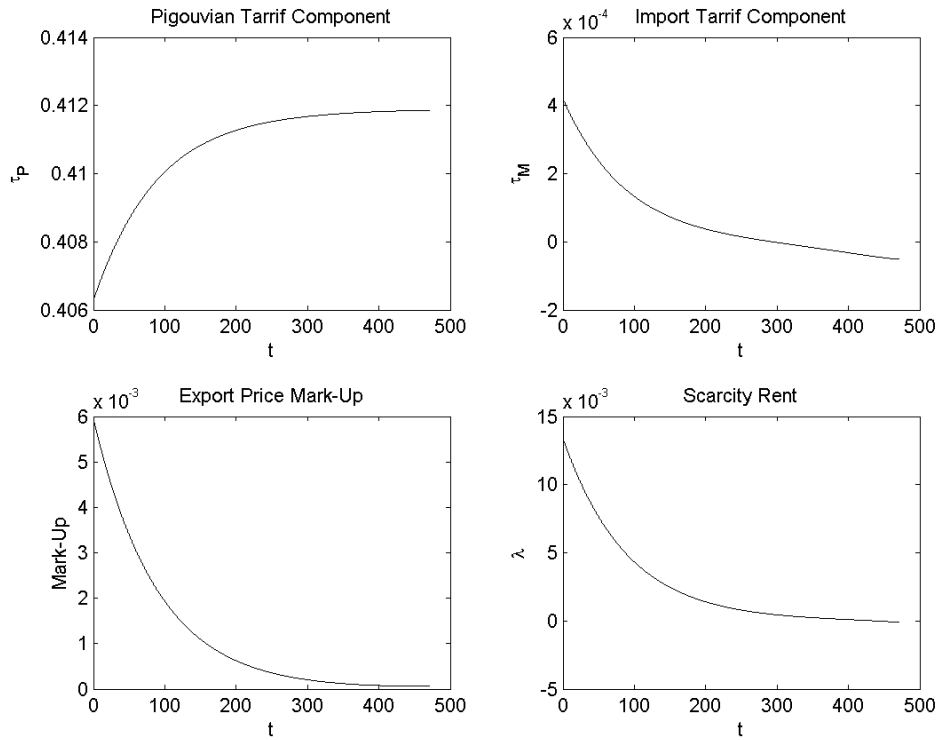 Pigouvian Tarrif Component
0.414
0.412
0.41
0.408
0.406
τP
0 100 200 300 400 500
t
Import Tarrif Component
x 10-4
6
4
2
0
-2
τM
0 100 200 300 400 500
t
Export Price Mark-Up
x 10-3
6
5
4
3
2
1
0
Mark-Up
0 100 200 300 400 500
t
Scarcity Rent
x 10-3
15
10
5
0
-5
λ
0 100 200 300 400 500
t